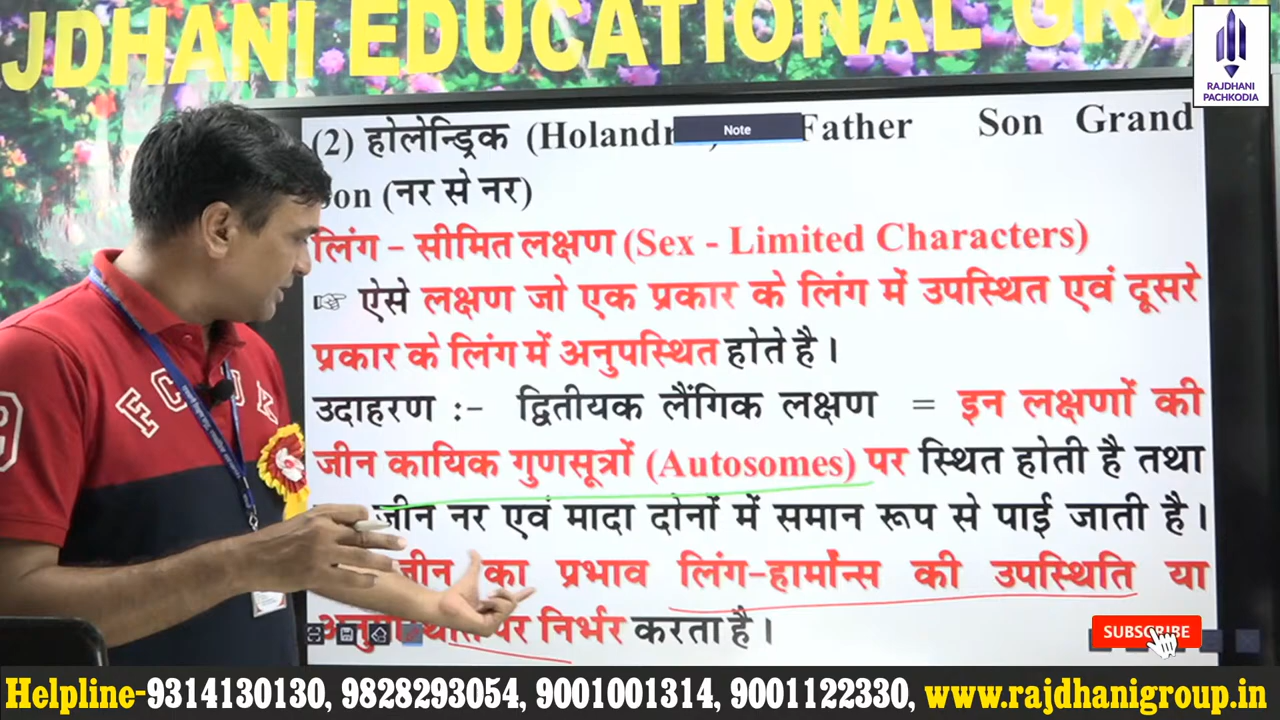 JDHANI EDUCATIONAL GRO
RAJDHANI
PACHKODIA
Note
(2) होलेन्ड्रिक (Holandr Father Son Grand
Son (नर से नर)
लिंग - सीमित लक्षण (Sex - Limited Characters)
☞ ऐसे लक्षण जो एक प्रकार के लिंग में उपस्थित एवं दूसरे
प्रकार के लिंग में अनुपस्थित होते है।
उदाहरण :- द्वितीयक लैंगिक लक्षण = इन लक्षणों की
जीन कायिक गुणसूत्रों (Autosomes) पर स्थित होती है तथा
जीन नर एवं मादा दोनों में समान रूप से पाई जाती है।
जीन का प्रभाव लिंग-हार्मोन्स की उपस्थिति या
पर निर्भर करता है।
SUBSCRIBE
Helpline-9314130130, 9828293054, 9001001314, 9001122330, www.rajdhanigroup.in